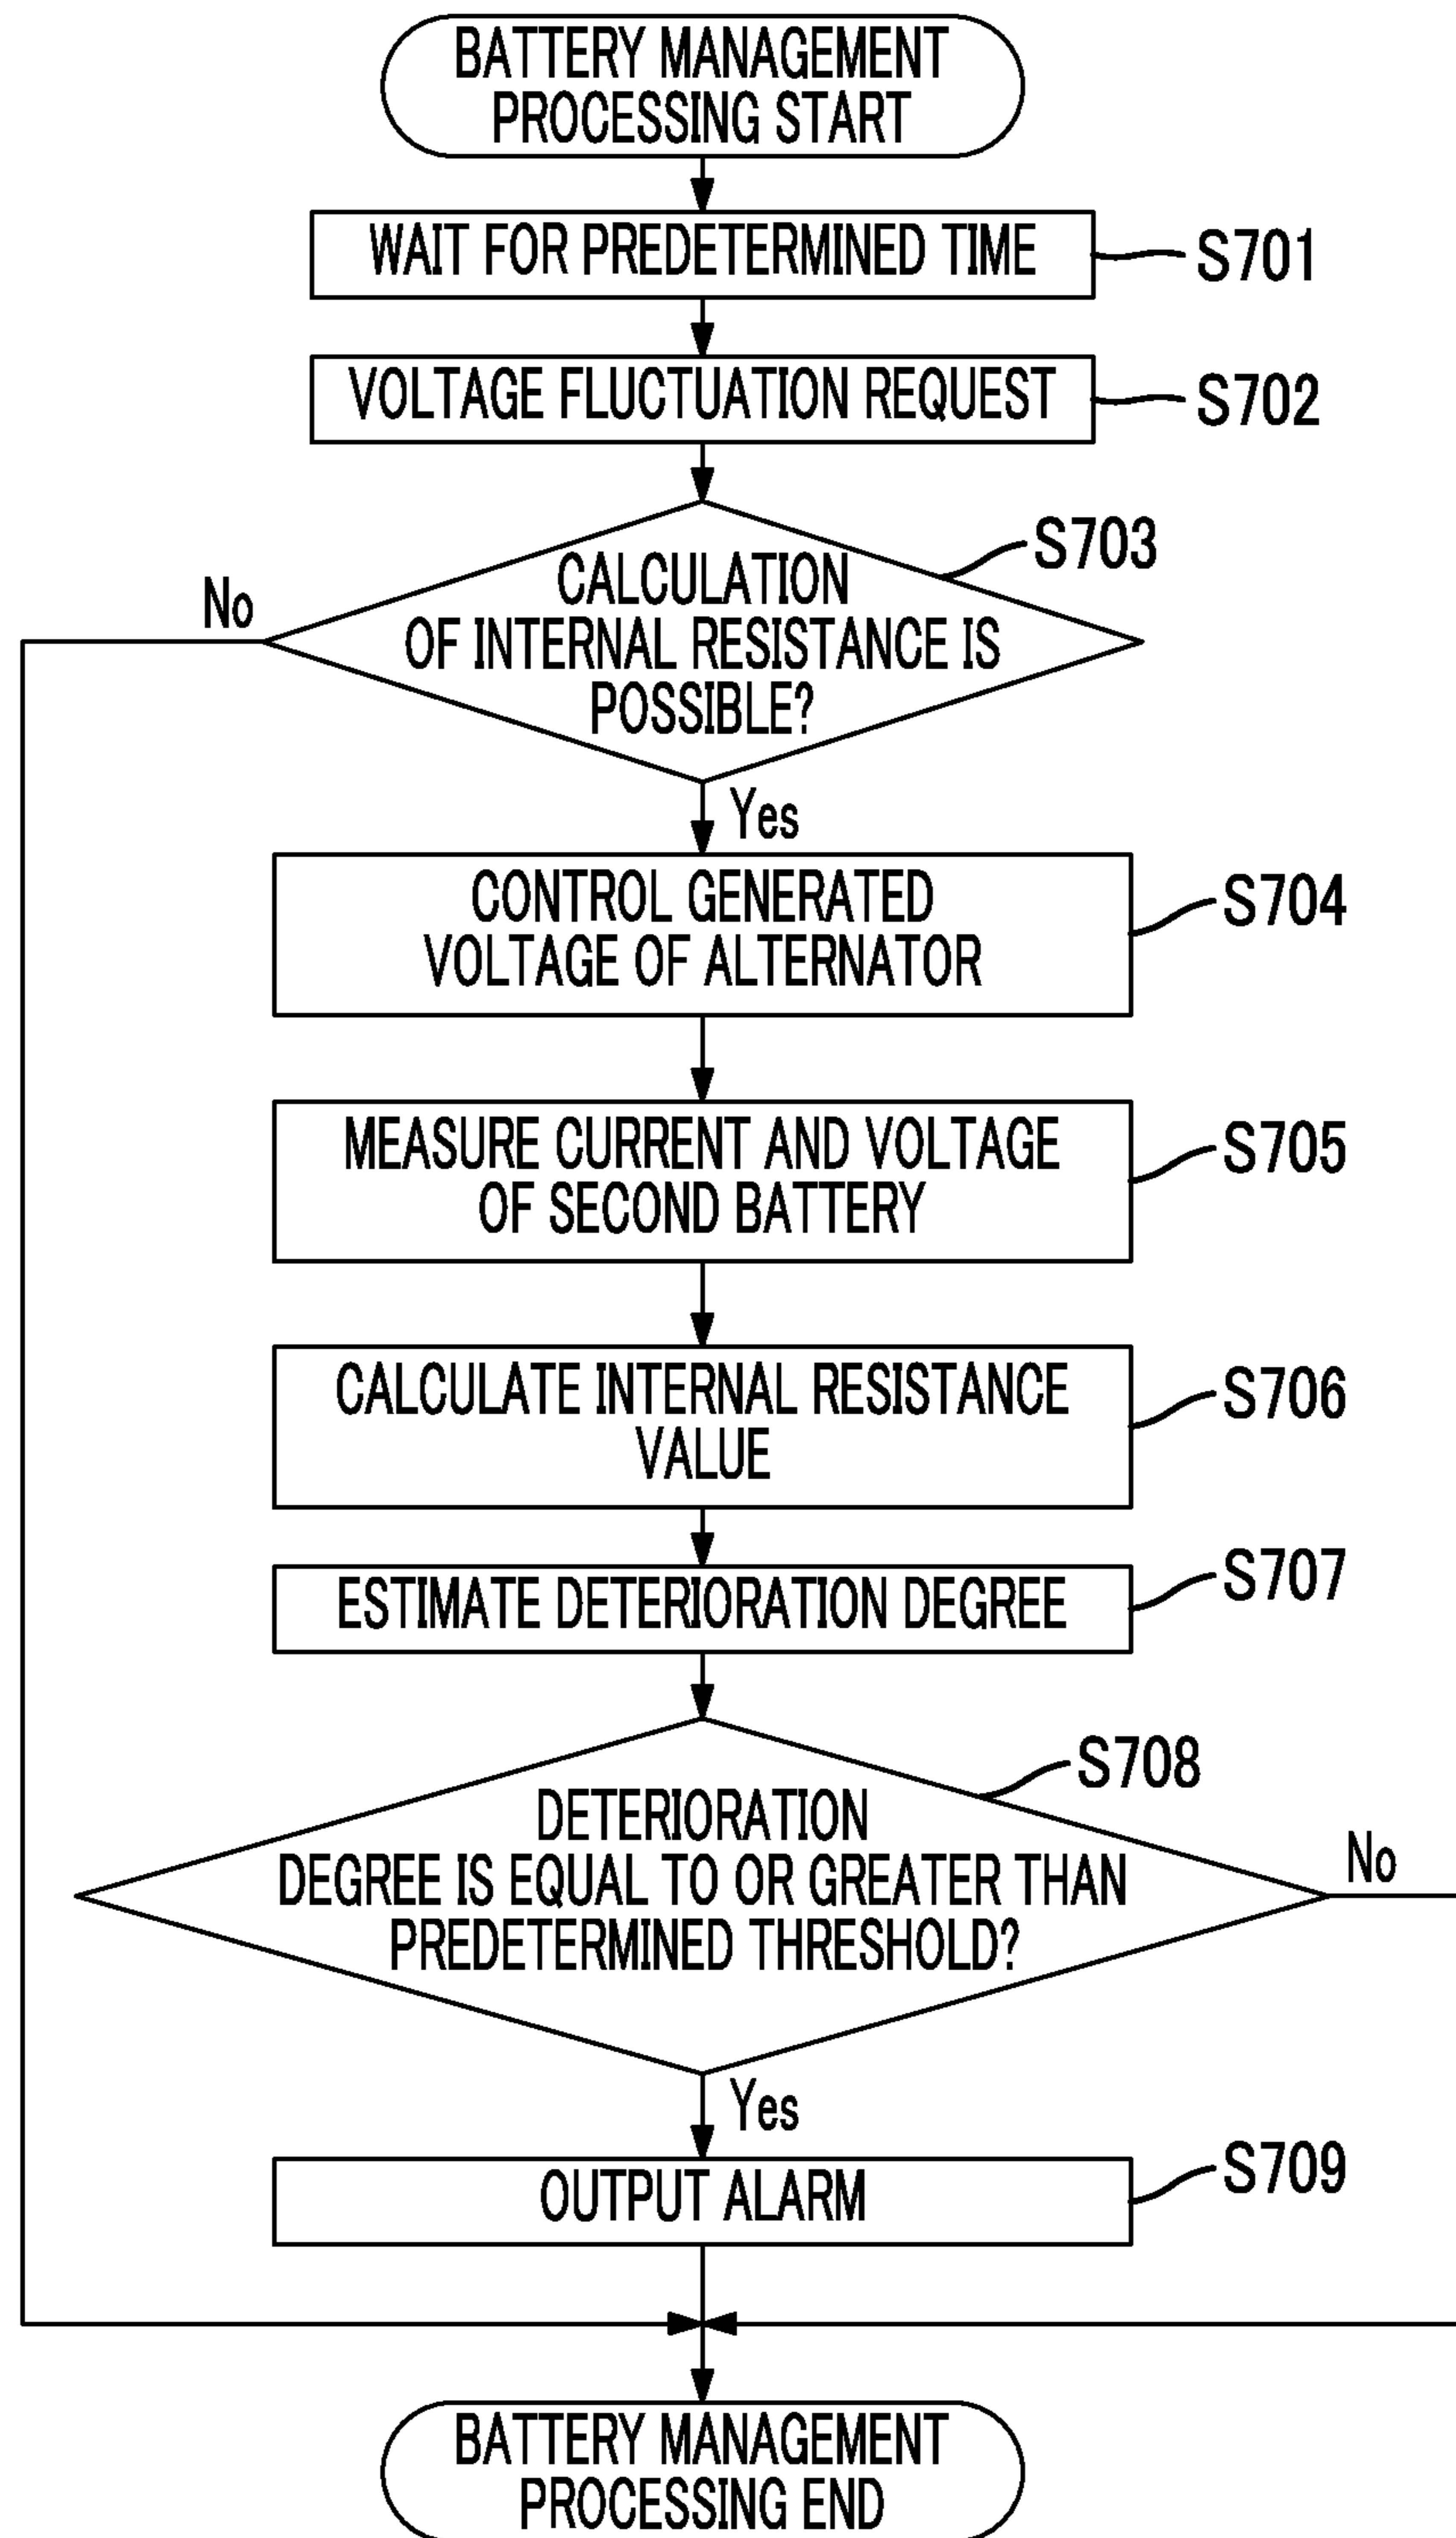 BATTERY MANAGEMENT
PROCESSING START
WAIT FOR PREDETERMINED TIME
S701
VOLTAGE FLUCTUATION REQUEST
S702
S703
CALCULATION
OF INTERNAL RESISTANCE IS
POSSIBLE?
No
Yes
CONTROL GENERATED
VOLTAGE OF ALTERNATOR
S704
MEASURE CURRENT AND VOLTAGE
OF SECOND BATTERY
S705
CALCULATE INTERNAL RESISTANCE
VALUE
S706
ESTIMATE DETERIORATION DEGREE
S707
S708
DETERIORATION
DEGREE IS EQUAL TO OR GREATER THAN
PREDETERMINED THRESHOLD?
No
Yes
OUTPUT ALARM
S709
BATTERY MANAGEMENT
PROCESSING END